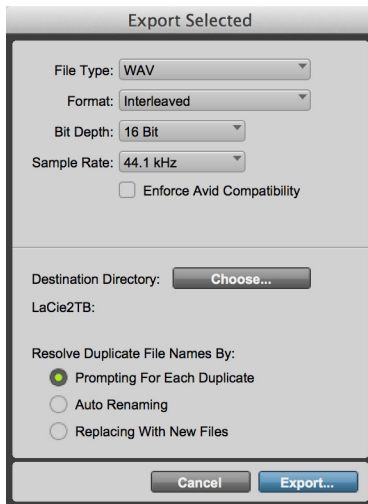 Export Selected
File Type: WAV
Format: Interleaved
Bit Depth: 16 Bit
Sample Rate: 44.1 kHz
Enforce Avid Compatibility
Destination Directory: Choose...
LaCie2TB:
Resolve Duplicate File Names By:
Prompting For Each Duplicate
Auto Renaming
Replacing With New Files
Cancel Export...